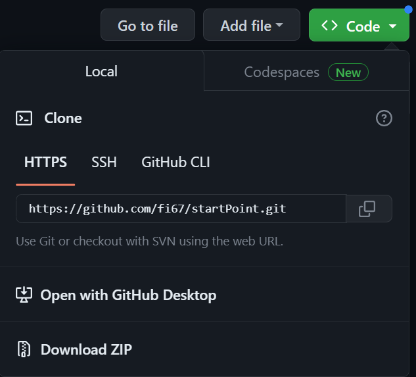 Go to file Add file <> Code
Local Codespaces New
Clone
HTTPS SSH GitHub CLI
https://github.com/fi67/startPoint.git
Use Git or checkout with SVN using the web URL.
Open with GitHub Desktop
Download ZIP